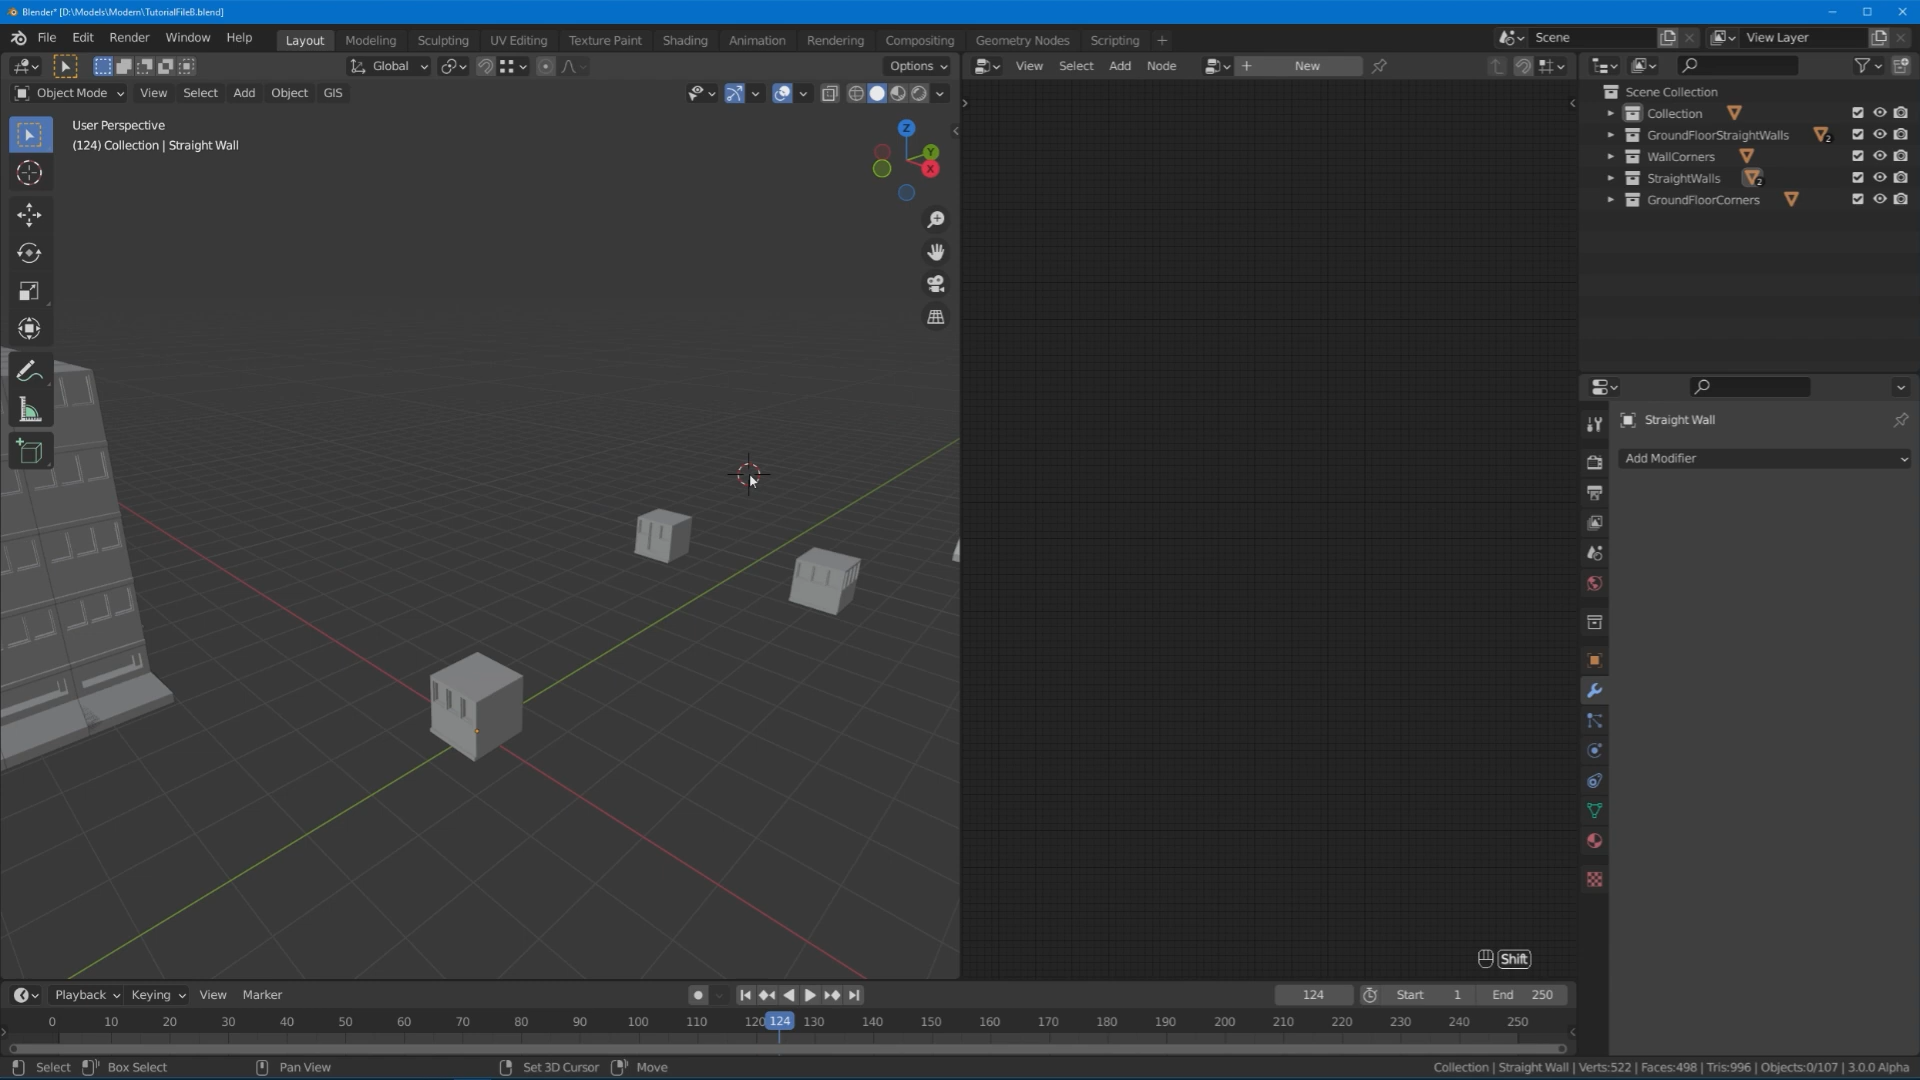 Blender* [D:\Models\Modern\TutorialFileB.blend]
File Edit Render Window Help Layout Modeling Sculpting UV Editing Texture Paint Shading Animation Rendering Compositing Geometry Nodes Scripting + Scene View Layer
Global Options View Select Add Node + New
Object Mode View Select Add Object GIS
User Perspective
(124) Collection | Straight Wall
Z
Y
X
Scene Collection
Collection
GroundFloorStraightWalls 2
WallCorners
StraightWalls 2
GroundFloorCorners
Straight Wall
Add Modifier
Shift
Playback Keying View Marker 124 Start 1 End 250
0 10 20 30 40 50 60 70 80 90 100 110 120 124 130 140 150 160 170 180 190 200 210 220 230 240 250
Select Box Select Pan View Set 3D Cursor Move Collection | Straight Wall | Verts:522 | Faces:498 | Tris:996 | Objects:0/107 | 3.0.0 Alpha